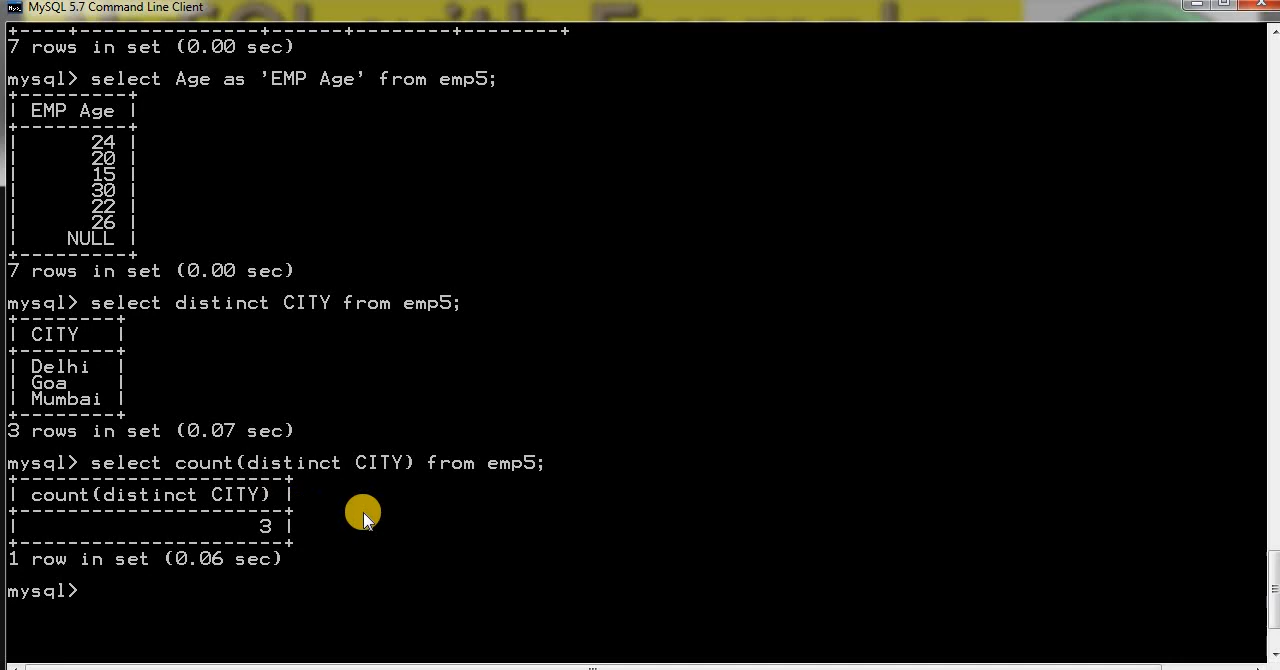 MySQL 5.7 Command Line Client
+----+---------------+------+--------+--------+
7 rows in set (0.00 sec)
mysql> select Age as 'EMP Age' from emp5;
+---------+
| EMP Age |
+---------+
|      24 |
|      20 |
|      15 |
|      30 |
|      22 |
|      26 |
|    NULL |
+---------+
7 rows in set (0.00 sec)
mysql> select distinct CITY from emp5;
+--------+
| CITY   |
+--------+
| Delhi  |
| Goa    |
| Mumbai |
+--------+
3 rows in set (0.07 sec)
mysql> select count(distinct CITY) from emp5;
+----------------------+
| count(distinct CITY) |
+----------------------+
|                    3 |
+----------------------+
1 row in set (0.06 sec)
mysql>